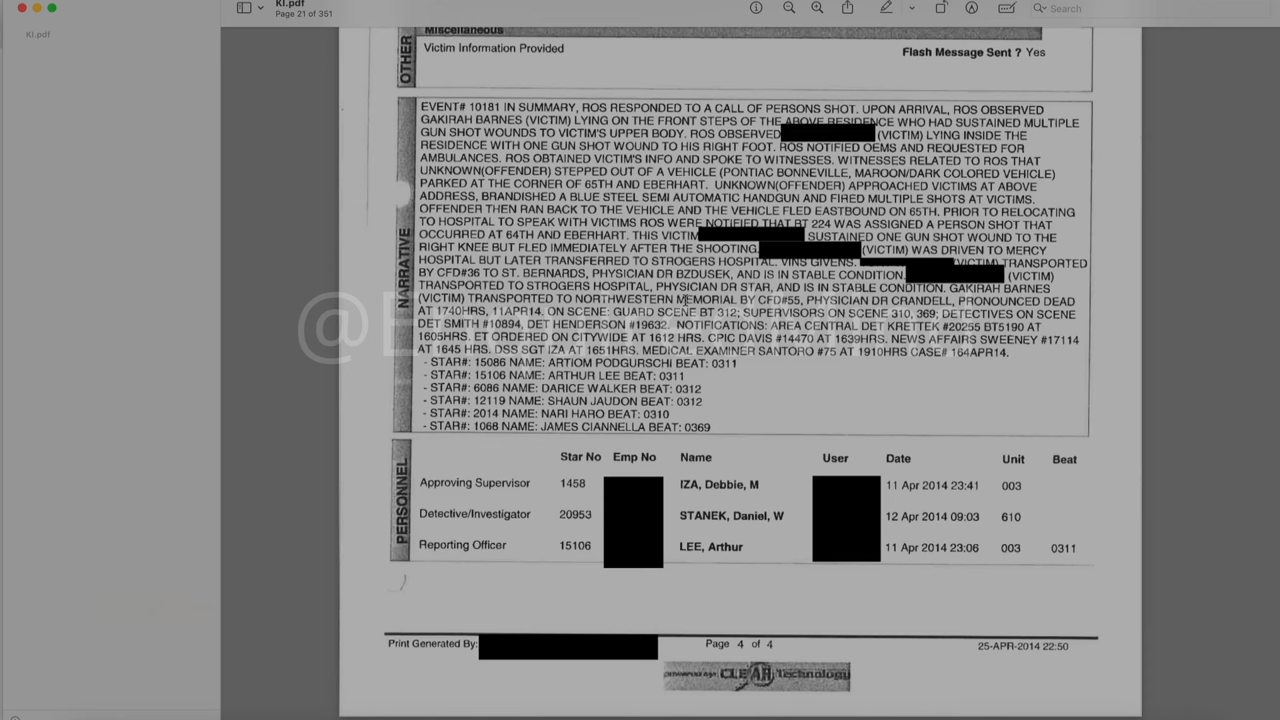 KI.pdf
Page 21 of 351
Search
KI.pdf
Miscellaneous
OTHER
Victim Information Provided
Flash Message Sent ? Yes
NARRATIVE
EVENT# 10181 IN SUMMARY, ROS RESPONDED TO A CALL OF PERSONS SHOT. UPON ARRIVAL, ROS OBSERVED
GAKIRAH BARNES (VICTIM) LYING ON THE FRONT STEPS OF THE ABOVE RESIDENCE WHO HAD SUSTAINED MULTIPLE
GUN SHOT WOUNDS TO VICTIM'S UPPER BODY. ROS OBSERVED (VICTIM) LYING INSIDE THE
RESIDENCE WITH ONE GUN SHOT WOUND TO HIS RIGHT FOOT. ROS NOTIFIED OEMS AND REQUESTED FOR
AMBULANCES. ROS OBTAINED VICTIM'S INFO AND SPOKE TO WITNESSES. WITNESSES RELATED TO ROS THAT
UNKNOWN(OFFENDER) STEPPED OUT OF A VEHICLE (PONTIAC BONNEVILLE, MAROON/DARK COLORED VEHICLE)
PARKED AT THE CORNER OF 65TH AND EBERHART. UNKNOWN(OFFENDER) APPROACHED VICTIMS AT ABOVE
ADDRESS, BRANDISHED A BLUE STEEL SEMI AUTOMATIC HANDGUN AND FIRED MULTIPLE SHOTS AT VICTIMS.
OFFENDER THEN RAN BACK TO THE VEHICLE AND THE VEHICLE FLED EASTBOUND ON 65TH. PRIOR TO RELOCATING
TO HOSPITAL TO SPEAK WITH VICTIMS ROS WERE NOTIFIED THAT BT 224 WAS ASSIGNED A PERSON SHOT THAT
OCCURRED AT 64TH AND EBERHART. THIS VICTIM SUSTAINED ONE GUN SHOT WOUND TO THE
RIGHT KNEE BUT FLED IMMEDIATELY AFTER THE SHOOTING. (VICTIM) WAS DRIVEN TO MERCY
HOSPITAL BUT LATER TRANSFERRED TO STROGERS HOSPITAL. VINS GIVENS. (VICTIM) TRANSPORTED
BY CFD#36 TO ST. BERNARDS, PHYSICIAN DR BZDUSEK, AND IS IN STABLE CONDITION. (VICTIM)
TRANSPORTED TO STROGERS HOSPITAL, PHYSICIAN DR STAR, AND IS IN STABLE CONDITION. GAKIRAH BARNES
(VICTIM) TRANSPORTED TO NORTHWESTERN MEMORIAL BY CFD#55, PHYSICIAN DR CRANDELL, PRONOUNCED DEAD
AT 1740HRS, 11APR14. ON SCENE: GUARD SCENE BT 312; SUPERVISORS ON SCENE 310, 369; DETECTIVES ON SCENE
DET SMITH #10894, DET HENDERSON #19632. NOTIFICATIONS: AREA CENTRAL DET KRETTEK #20255 BT5190 AT
1605HRS. ET ORDERED ON CITYWIDE AT 1612 HRS. CPIC DAVIS #14470 AT 1639HRS. NEWS AFFAIRS SWEENEY #17114
AT 1645 HRS. DSS SGT IZA AT 1651HRS. MEDICAL EXAMINER SANTORO #75 AT 1910HRS CASE# 164APR14.
- STAR#: 15086 NAME: ARTIOM PODGURSCHI BEAT: 0311
- STAR#: 15106 NAME: ARTHUR LEE BEAT: 0311
- STAR#: 6086 NAME: DARICE WALKER BEAT: 0312
- STAR#: 12119 NAME: SHAUN JAUDON BEAT: 0312
- STAR#: 2014 NAME: NARI HARO BEAT: 0310
- STAR#: 1068 NAME: JAMES CIANNELLA BEAT: 0369
PERSONNEL
Star No Emp No Name User Date Unit Beat
Approving Supervisor 1458 IZA, Debbie, M 11 Apr 2014 23:41 003
Detective/Investigator 20953 STANEK, Daniel, W 12 Apr 2014 09:03 610
Reporting Officer 15106 LEE, Arthur 11 Apr 2014 23:06 003 0311
Print Generated By: Page 4 of 4 25-APR-2014 22:50
CLEAR Technology